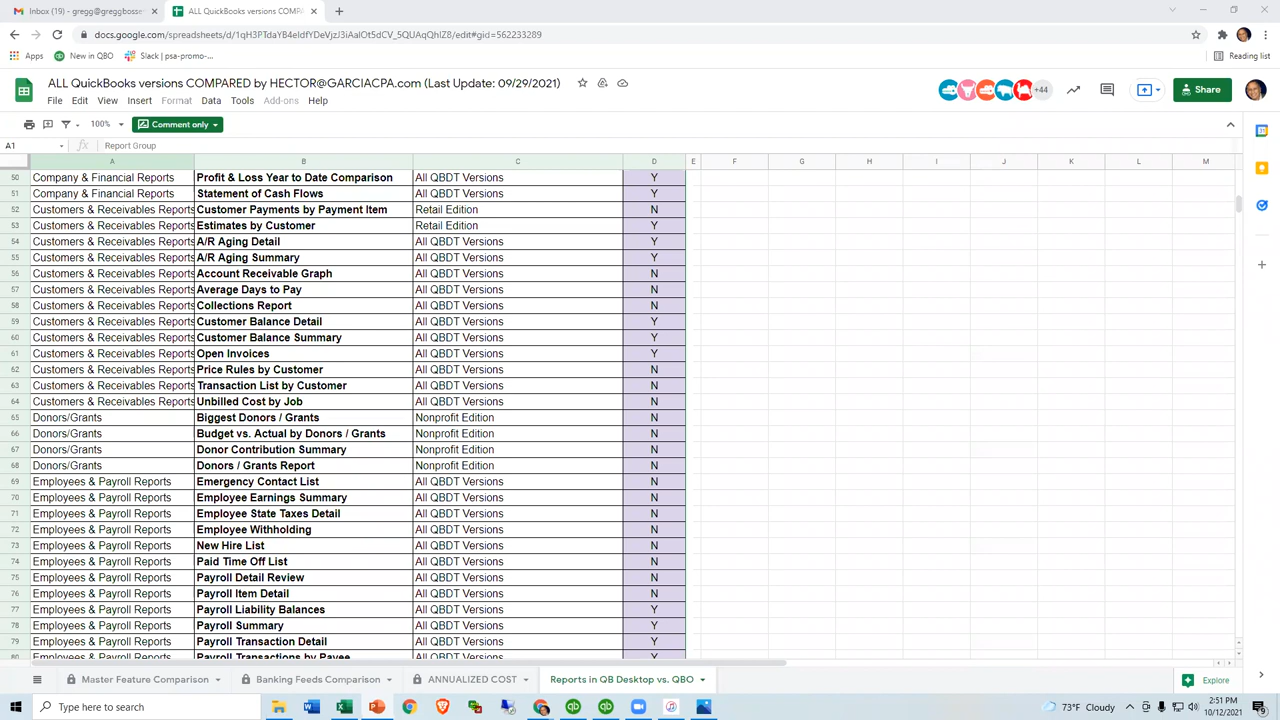 Inbox (19) - gregg@greggbosse
ALL QuickBooks versions COMPA
docs.google.com/spreadsheets/d/1qH3PTdaYB4eIdfYDeVjzJ3iAaIOt5dCV_5QUAqQhIZ8/edit#gid=562233289
Apps New in QBO Slack | psa-promo-... Reading list
ALL QuickBooks versions COMPARED by HECTOR@GARCIACPA.com (Last Update: 09/29/2021)
+44 Share
File Edit View Insert Format Data Tools Add-ons Help
100% Comment only
A1 fx Report Group
A B C D E F G H I J K L M
50 Company & Financial Reports Profit & Loss Year to Date Comparison All QBDT Versions Y
51 Company & Financial Reports Statement of Cash Flows All QBDT Versions Y
52 Customers & Receivables Reports Customer Payments by Payment Item Retail Edition N
53 Customers & Receivables Reports Estimates by Customer Retail Edition Y
54 Customers & Receivables Reports A/R Aging Detail All QBDT Versions Y
55 Customers & Receivables Reports A/R Aging Summary All QBDT Versions Y
56 Customers & Receivables Reports Account Receivable Graph All QBDT Versions N
57 Customers & Receivables Reports Average Days to Pay All QBDT Versions N
58 Customers & Receivables Reports Collections Report All QBDT Versions N
59 Customers & Receivables Reports Customer Balance Detail All QBDT Versions Y
60 Customers & Receivables Reports Customer Balance Summary All QBDT Versions Y
61 Customers & Receivables Reports Open Invoices All QBDT Versions Y
62 Customers & Receivables Reports Price Rules by Customer All QBDT Versions N
63 Customers & Receivables Reports Transaction List by Customer All QBDT Versions N
64 Customers & Receivables Reports Unbilled Cost by Job All QBDT Versions N
65 Donors/Grants Biggest Donors / Grants Nonprofit Edition N
66 Donors/Grants Budget vs. Actual by Donors / Grants Nonprofit Edition N
67 Donors/Grants Donor Contribution Summary Nonprofit Edition N
68 Donors/Grants Donors / Grants Report Nonprofit Edition N
69 Employees & Payroll Reports Emergency Contact List All QBDT Versions N
70 Employees & Payroll Reports Employee Earnings Summary All QBDT Versions N
71 Employees & Payroll Reports Employee State Taxes Detail All QBDT Versions N
72 Employees & Payroll Reports Employee Withholding All QBDT Versions N
73 Employees & Payroll Reports New Hire List All QBDT Versions N
74 Employees & Payroll Reports Paid Time Off List All QBDT Versions N
75 Employees & Payroll Reports Payroll Detail Review All QBDT Versions N
76 Employees & Payroll Reports Payroll Item Detail All QBDT Versions N
77 Employees & Payroll Reports Payroll Liability Balances All QBDT Versions Y
78 Employees & Payroll Reports Payroll Summary All QBDT Versions Y
79 Employees & Payroll Reports Payroll Transaction Detail All QBDT Versions Y
80 Employees & Payroll Reports Payroll Transactions by Payee All QBDT Versions Y
Master Feature Comparison Banking Feeds Comparison ANNUALIZED COST Reports in QB Desktop vs. QBO Explore
Type here to search 73°F Cloudy 2:51 PM
10/12/2021